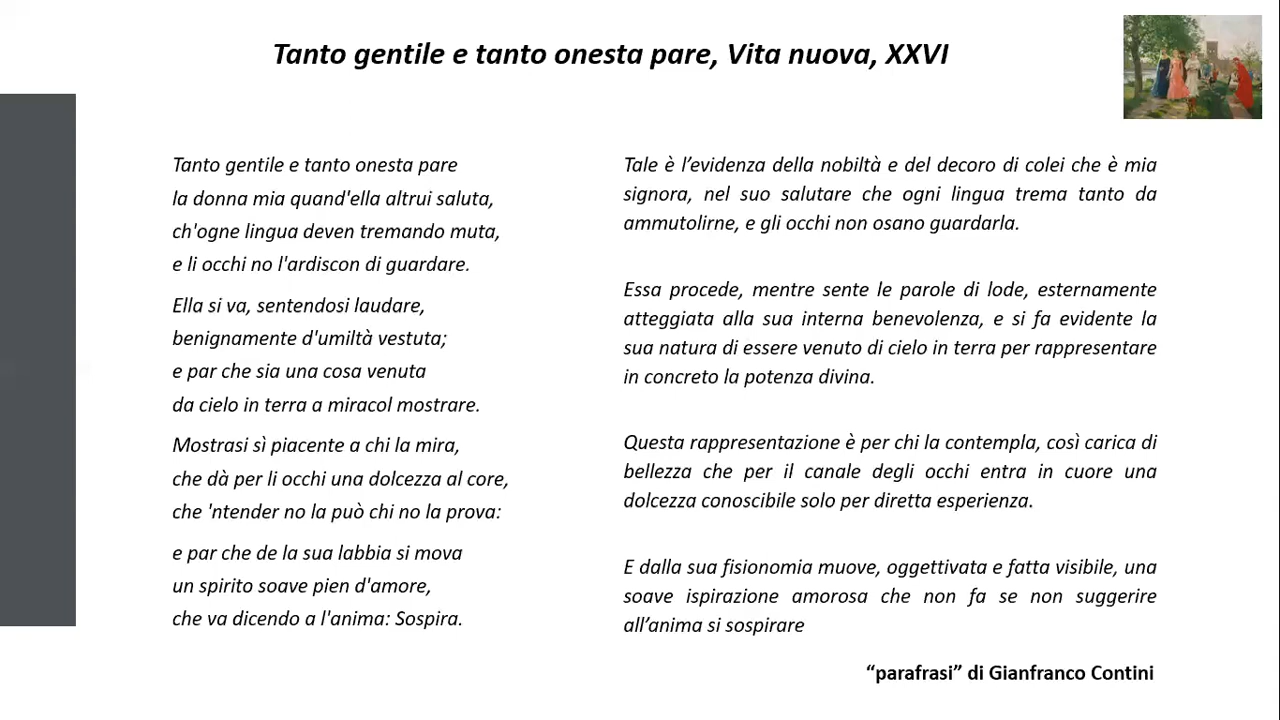 Tanto gentile e tanto onesta pare, Vita nuova, XXVI
Tanto gentile e tanto onesta pare
la donna mia quand'ella altrui saluta,
ch'ogne lingua deven tremando muta,
e li occhi no l'ardiscon di guardare.
Ella si va, sentendosi laudare,
benignamente d'umiltà vestuta;
e par che sia una cosa venuta
da cielo in terra a miracol mostrare.
Mostrasi sì piacente a chi la mira,
che dà per li occhi una dolcezza al core,
che 'ntender no la può chi no la prova:
e par che de la sua labbia si mova
un spirito soave pien d'amore,
che va dicendo a l'anima: Sospira.
Tale è l’evidenza della nobiltà e del decoro di colei che è mia
signora, nel suo salutare che ogni lingua trema tanto da
ammutolirne, e gli occhi non osano guardarla.
Essa procede, mentre sente le parole di lode, esternamente
atteggiata alla sua interna benevolenza, e si fa evidente la
sua natura di essere venuto di cielo in terra per rappresentare
in concreto la potenza divina.
Questa rappresentazione è per chi la contempla, così carica di
bellezza che per il canale degli occhi entra in cuore una
dolcezza conoscibile solo per diretta esperienza.
E dalla sua fisionomia muove, oggettivata e fatta visibile, una
soave ispirazione amorosa che non fa se non suggerire
all’anima si sospirare
“parafrasi” di Gianfranco Contini